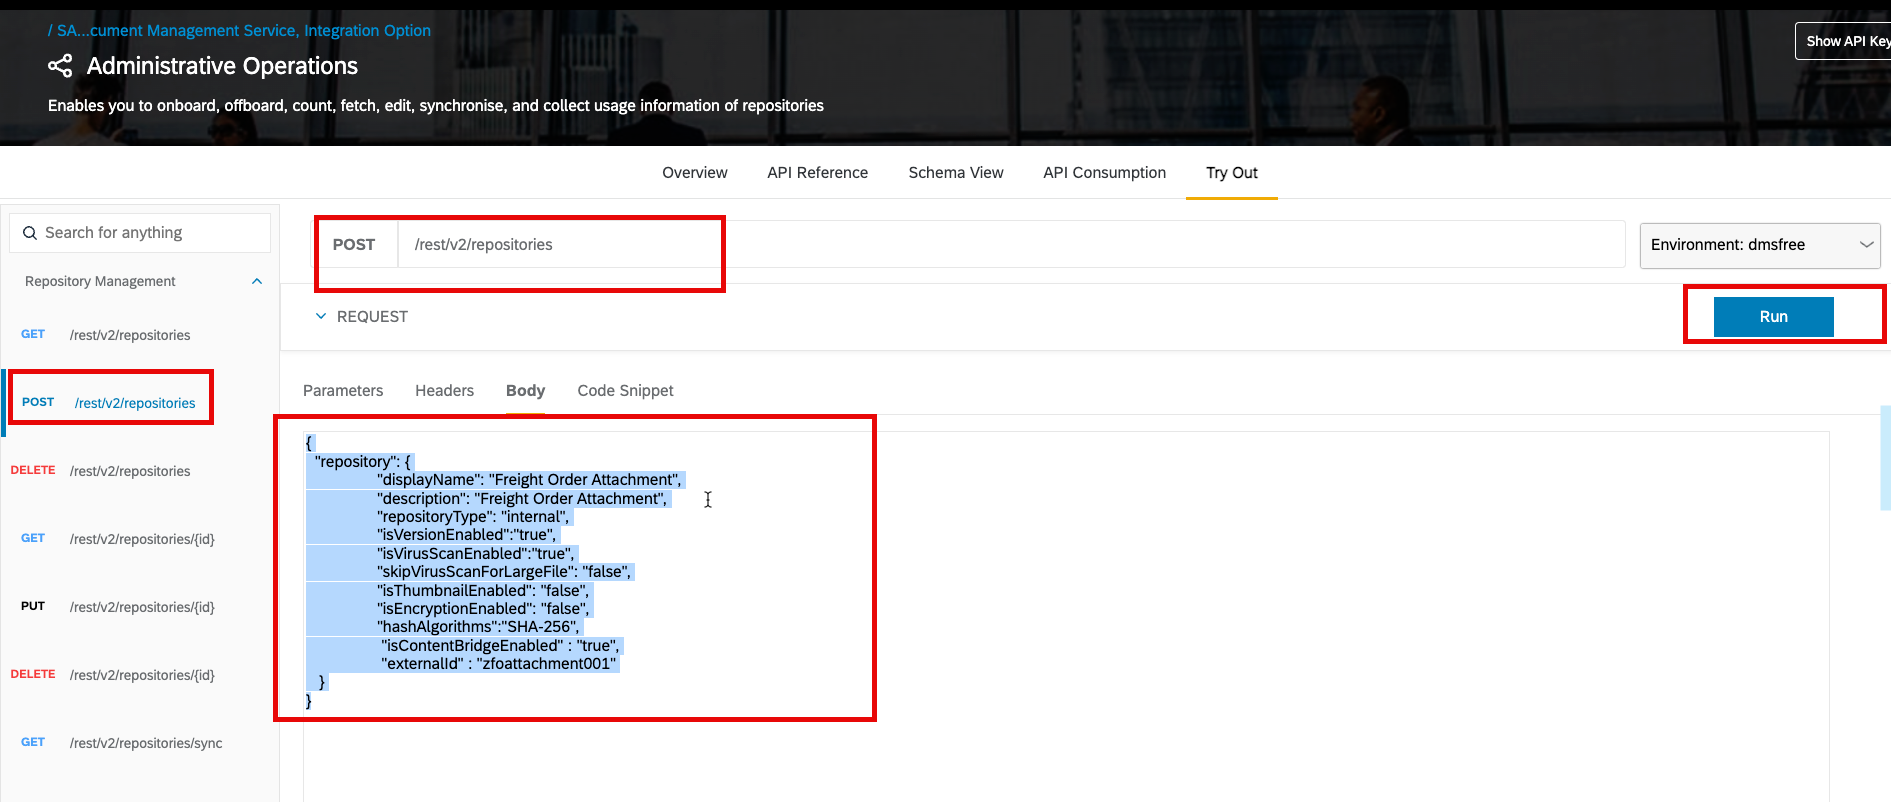 / SA...cument Management Service, Integration Option
Show API Key
Administrative Operations
Enables you to onboard, offboard, count, fetch, edit, synchronise, and collect usage information of repositories
Overview
API Reference
Schema View
API Consumption
Try Out
Search for anything
Repository Management
GET /rest/v2/repositories
POST /rest/v2/repositories
DELETE /rest/v2/repositories
GET /rest/v2/repositories/{id}
PUT /rest/v2/repositories/{id}
DELETE /rest/v2/repositories/{id}
GET /rest/v2/repositories/sync
POST /rest/v2/repositories
Environment: dmsfree
REQUEST
Run
Parameters
Headers
Body
Code Snippet
{
"repository": {
"displayName": "Freight Order Attachment",
"description": "Freight Order Attachment",
"repositoryType": "internal",
"isVersionEnabled":"true",
"isVirusScanEnabled":"true",
"skipVirusScanForLargeFile": "false",
"isThumbnailEnabled": "false",
"isEncryptionEnabled": "false",
"hashAlgorithms":"SHA-256",
"isContentBridgeEnabled" : "true",
"externalId" : "zfoattachment001"
}
}